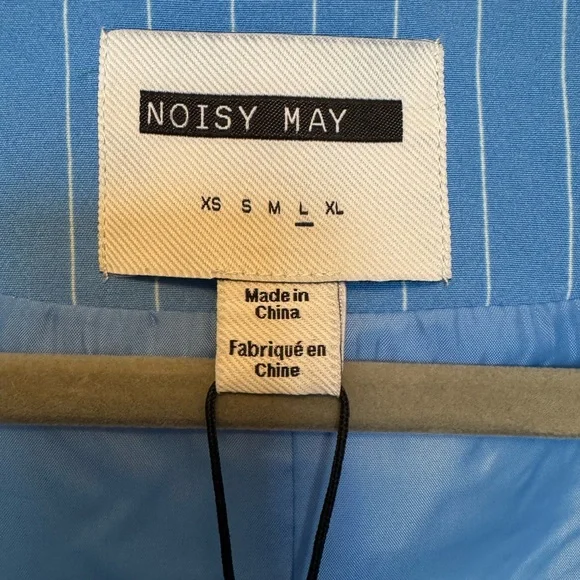 NOISY MAY
XS S M L XL
Made in
China
Fabriqué en
Chine